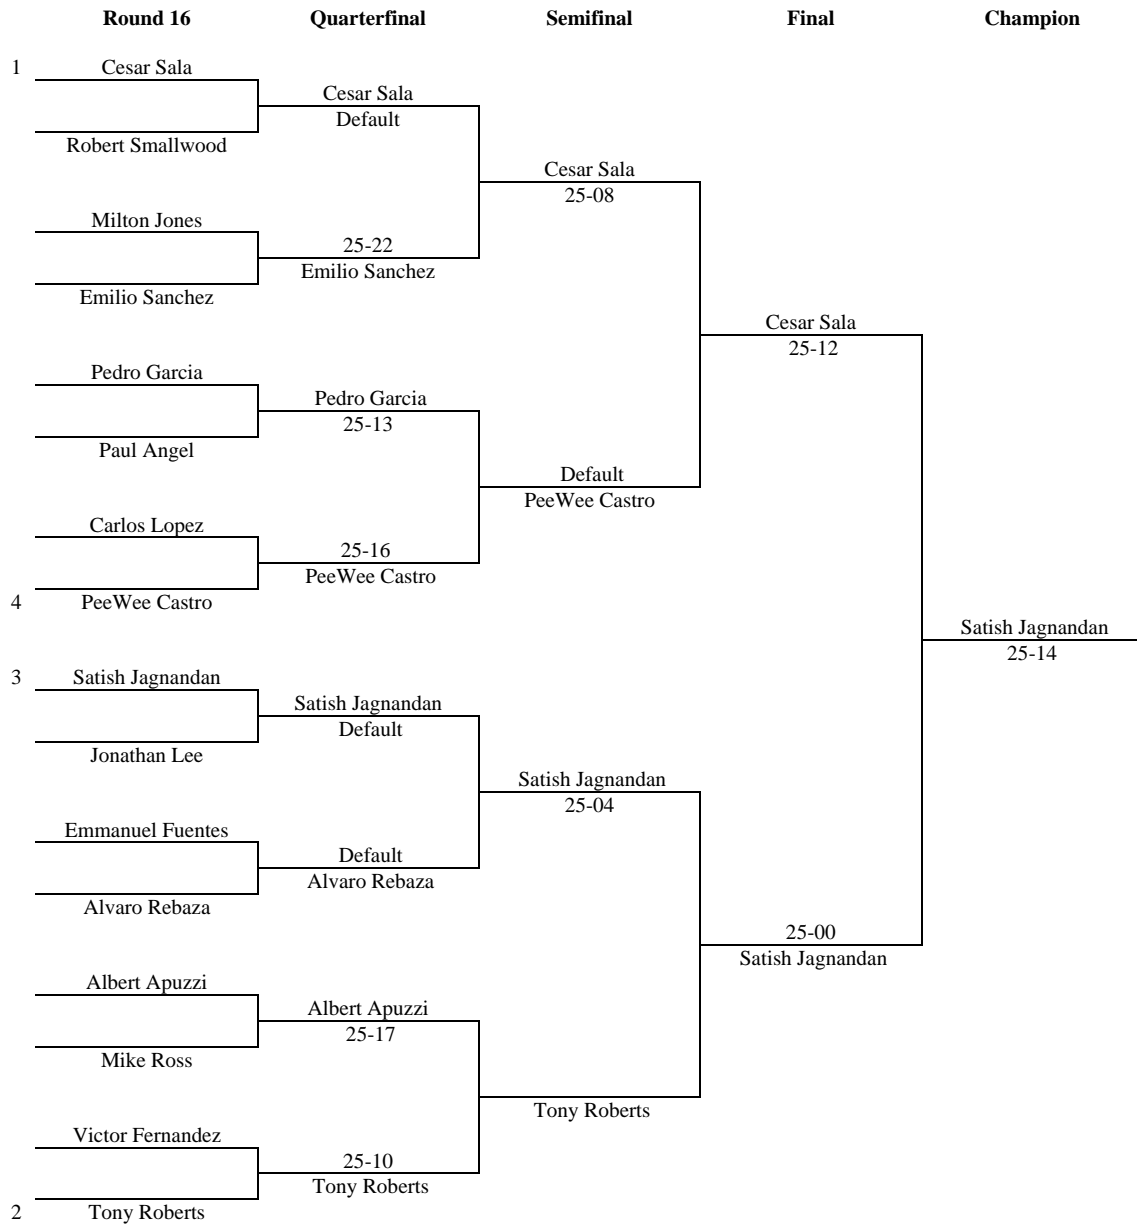 Round 16 Quarterfinal Semifinal Final Champion
1 Cesar Sala
Cesar Sala
Default
Robert Smallwood
Cesar Sala
25-08
Milton Jones
25-22
Emilio Sanchez
Emilio Sanchez
Cesar Sala
25-12
Pedro Garcia
Pedro Garcia
25-13
Paul Angel
Default
PeeWee Castro
Carlos Lopez
25-16
PeeWee Castro
4 PeeWee Castro
Satish Jagnandan
25-14
3 Satish Jagnandan
Satish Jagnandan
Default
Jonathan Lee
Satish Jagnandan
25-04
Emmanuel Fuentes
Default
Alvaro Rebaza
Alvaro Rebaza
25-00
Satish Jagnandan
Albert Apuzzi
Albert Apuzzi
25-17
Mike Ross
Tony Roberts
Victor Fernandez
25-10
Tony Roberts
2 Tony Roberts